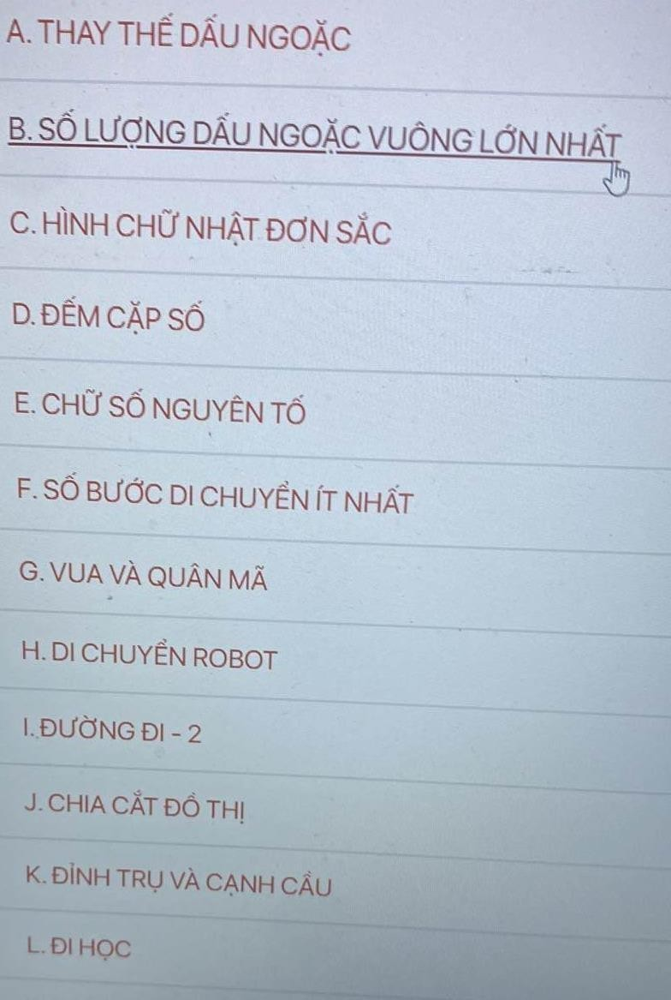 A. THAY THẾ DẤU NGOẶC
B. SỐ LƯỢNG DẤU NGOẶC VUÔNG LỚN NHẤT
C. HÌNH CHỮ NHẬT ĐƠN SẮC
D. ĐẾM CẶP SỐ
E. CHỮ SỐ NGUYÊN TỐ
F. SỐ BƯỚC DI CHUYỂN ÍT NHẤT
G. VUA VÀ QUÂN MÃ
H. DI CHUYỂN ROBOT
I. ĐƯỜNG ĐI - 2
J. CHIA CẮT ĐỒ THỊ
K. ĐỈNH TRỤ VÀ CẠNH CẦU
L. ĐI HỌC